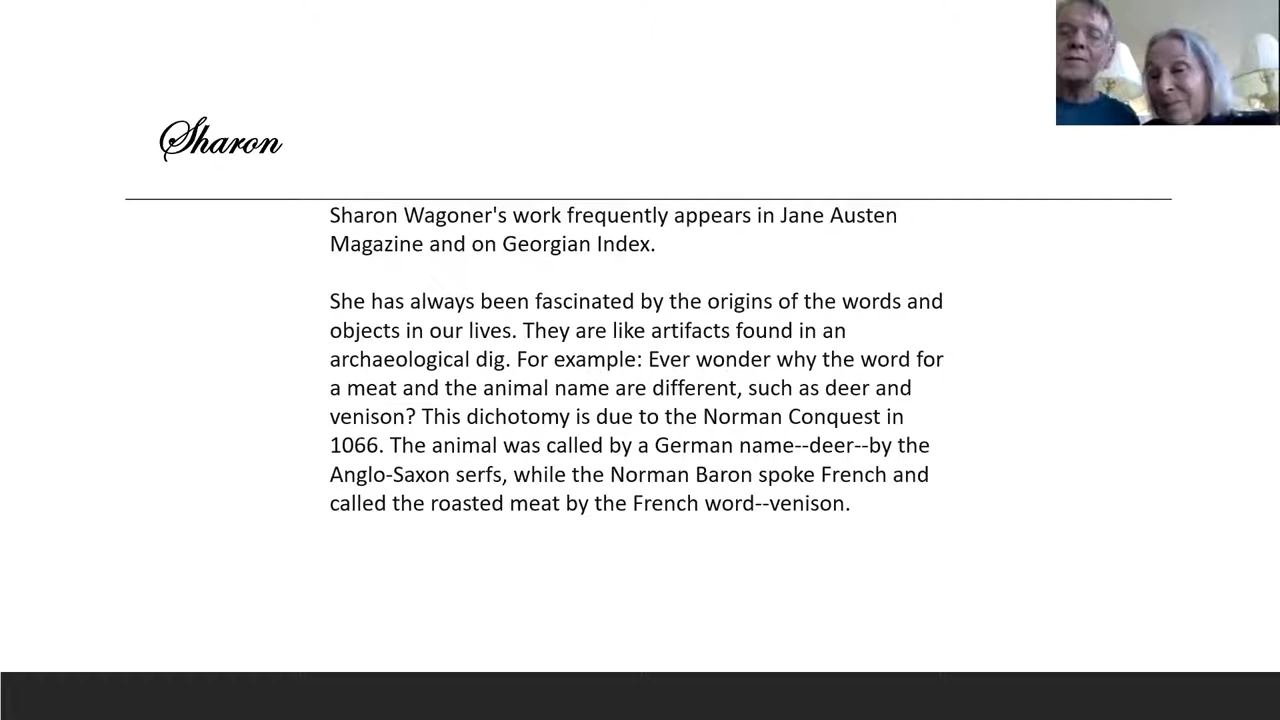 Sharon
Sharon Wagoner's work frequently appears in Jane Austen
Magazine and on Georgian Index.
She has always been fascinated by the origins of the words and
objects in our lives. They are like artifacts found in an
archaeological dig. For example: Ever wonder why the word for
a meat and the animal name are different, such as deer and
venison? This dichotomy is due to the Norman Conquest in
1066. The animal was called by a German name--deer--by the
Anglo-Saxon serfs, while the Norman Baron spoke French and
called the roasted meat by the French word--venison.